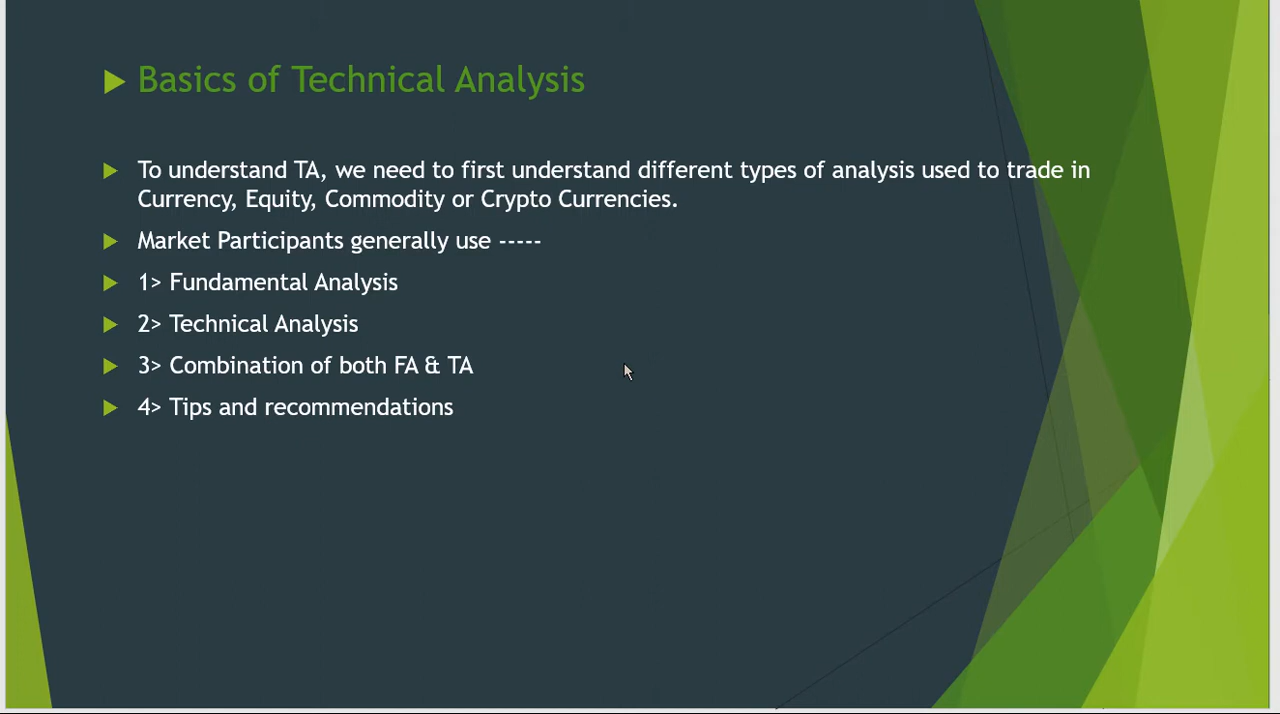 Basics of Technical Analysis
To understand TA, we need to first understand different types of analysis used to trade in
Currency, Equity, Commodity or Crypto Currencies.
Market Participants generally use -----
1> Fundamental Analysis
2> Technical Analysis
3> Combination of both FA & TA
4> Tips and recommendations